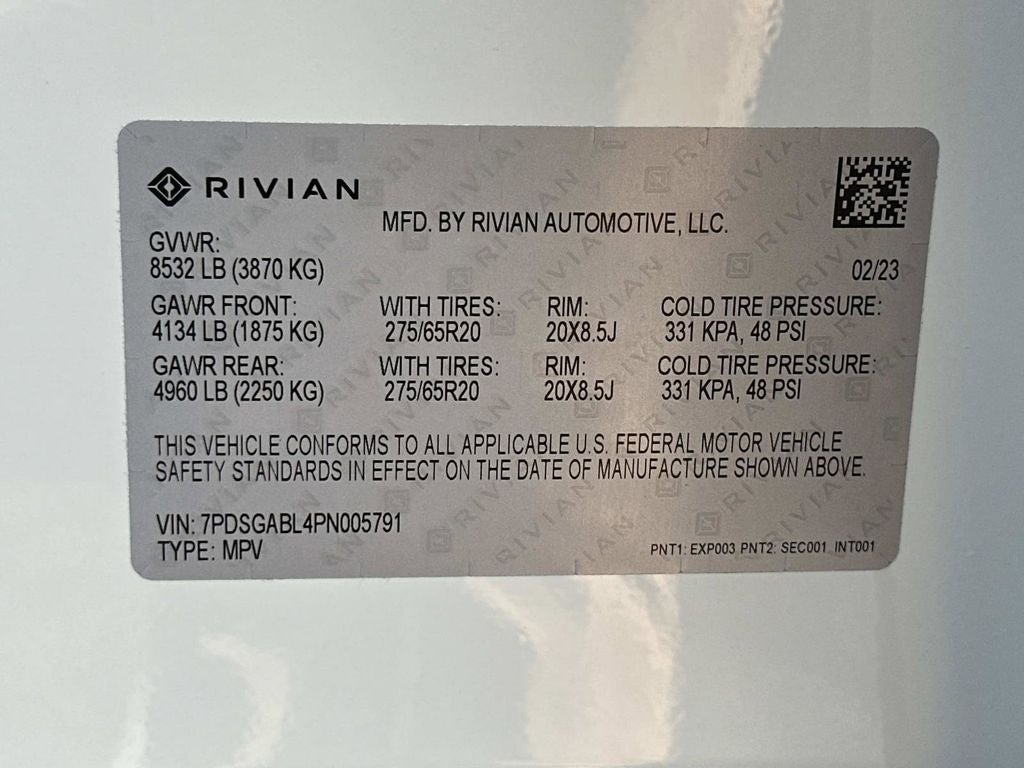 RIVIAN
MFD. BY RIVIAN AUTOMOTIVE, LLC.
GVWR:
8532 LB (3870 KG) 02/23
GAWR FRONT: WITH TIRES: RIM: COLD TIRE PRESSURE:
4134 LB (1875 KG) 275/65R20 20X8.5J 331 KPA, 48 PSI
GAWR REAR: WITH TIRES: RIM: COLD TIRE PRESSURE:
4960 LB (2250 KG) 275/65R20 20X8.5J 331 KPA, 48 PSI
THIS VEHICLE CONFORMS TO ALL APPLICABLE U.S. FEDERAL MOTOR VEHICLE
SAFETY STANDARDS IN EFFECT ON THE DATE OF MANUFACTURE SHOWN ABOVE.
VIN: 7PDSGABL4PN005791
TYPE: MPV PNT1: EXP003 PNT2: SEC001 INT001